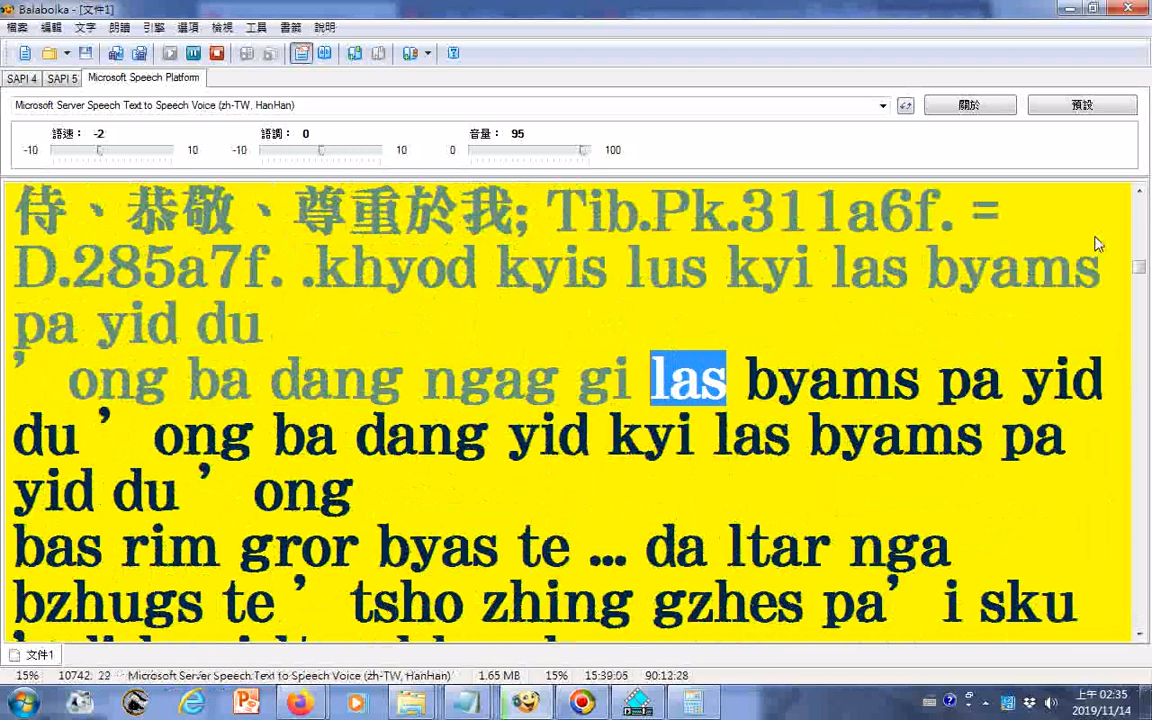 Balabolka - [文件1]
檔案 編輯 文字 朗讀 引擎 選項 檢視 工具 書籤 說明
SAPI 4 SAPI 5 Microsoft Speech Platform
Microsoft Server Speech Text to Speech Voice (zh-TW, HanHan) 關於 預設
語速： -2 語調： 0 音量： 95
-10 10 -10 10 0 100
侍、恭敬、尊重於我; Tib.Pk.311a6f. =
D.285a7f. .khyod kyis lus kyi las byams
pa yid du
’ong ba dang ngag gi las byams pa yid
du ’ong ba dang yid kyi las byams pa
yid du ’ong
bas rim gror byas te ... da ltar nga
bzhugs te ’tsho zhing gzhes pa’i sku
文件1
15% 10742: 22 Microsoft Server Speech Text to Speech Voice (zh-TW, HanHan) 1.65 MB 15% 15:39:05 90:12:28
上午 02:35
2019/11/14